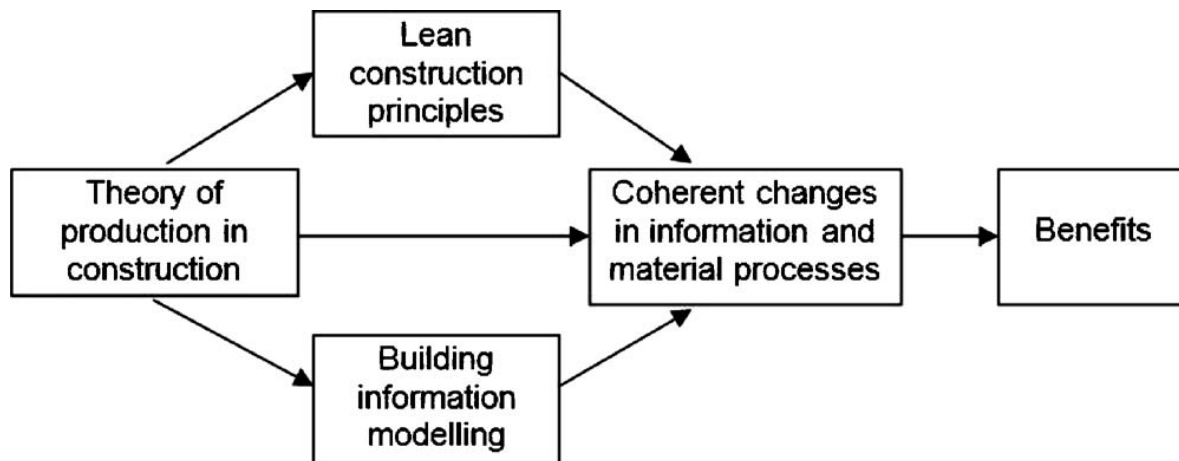 Lean
construction
principles
Theory of
production in
construction
Coherent changes
in information and
material processes
Benefits
Building
information
modelling